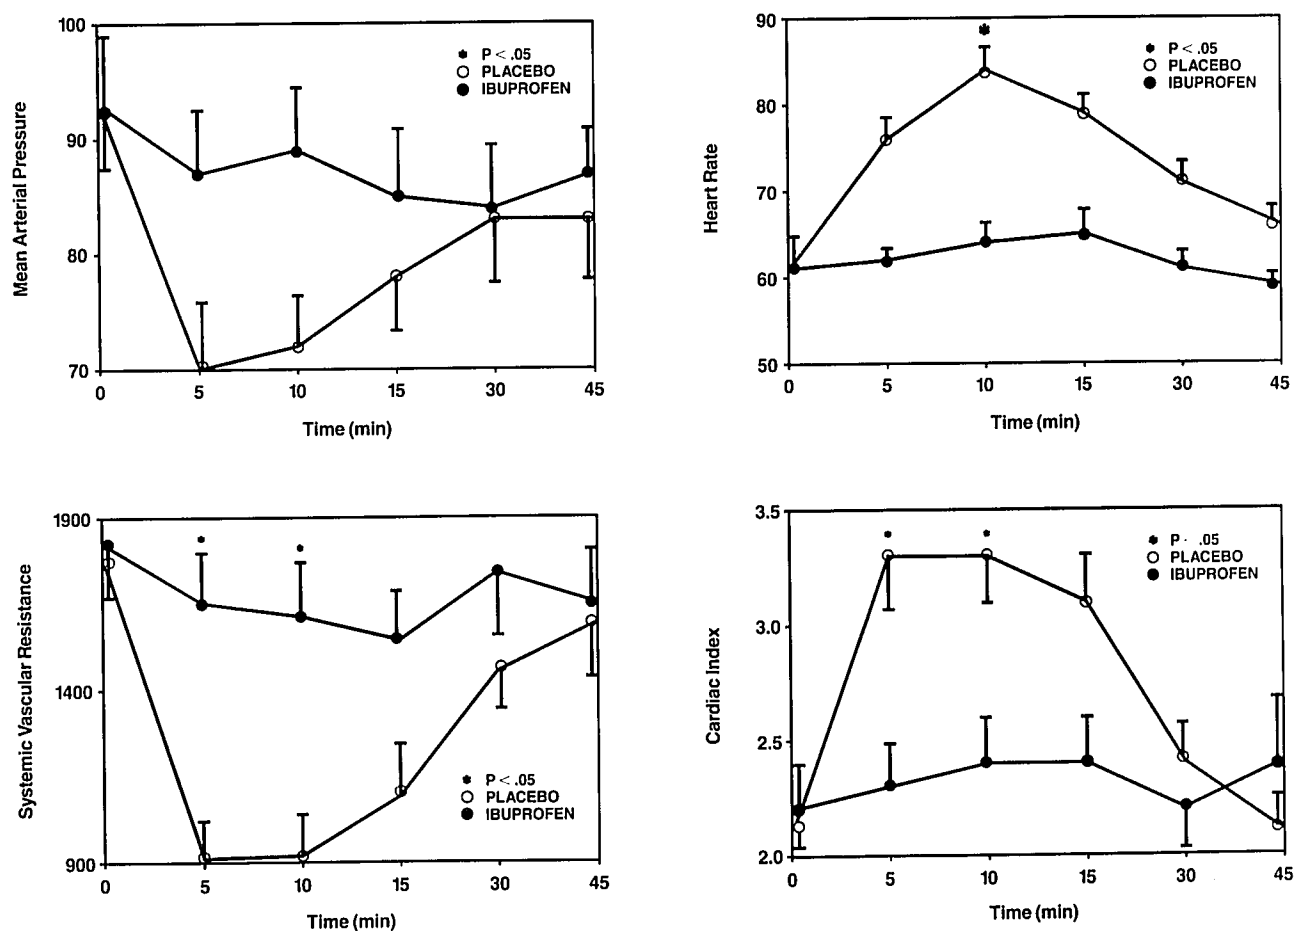 100
90
80
70
Mean Arterial Pressure
* P < .05
PLACEBO
IBUPROFEN
0 5 10 15 30 45
Time (min)
90
80
70
60
50
Heart Rate
*
* P < .05
PLACEBO
IBUPROFEN
0 5 10 15 30 45
Time (min)
1900
1400
900
Systemic Vascular Resistance
* *
* P < .05
PLACEBO
IBUPROFEN
0 5 10 15 30 45
Time (min)
3.5
3.0
2.5
2.0
Cardiac Index
* *
* P · .05
PLACEBO
IBUPROFEN
0 5 10 15 30 45
Time (min)